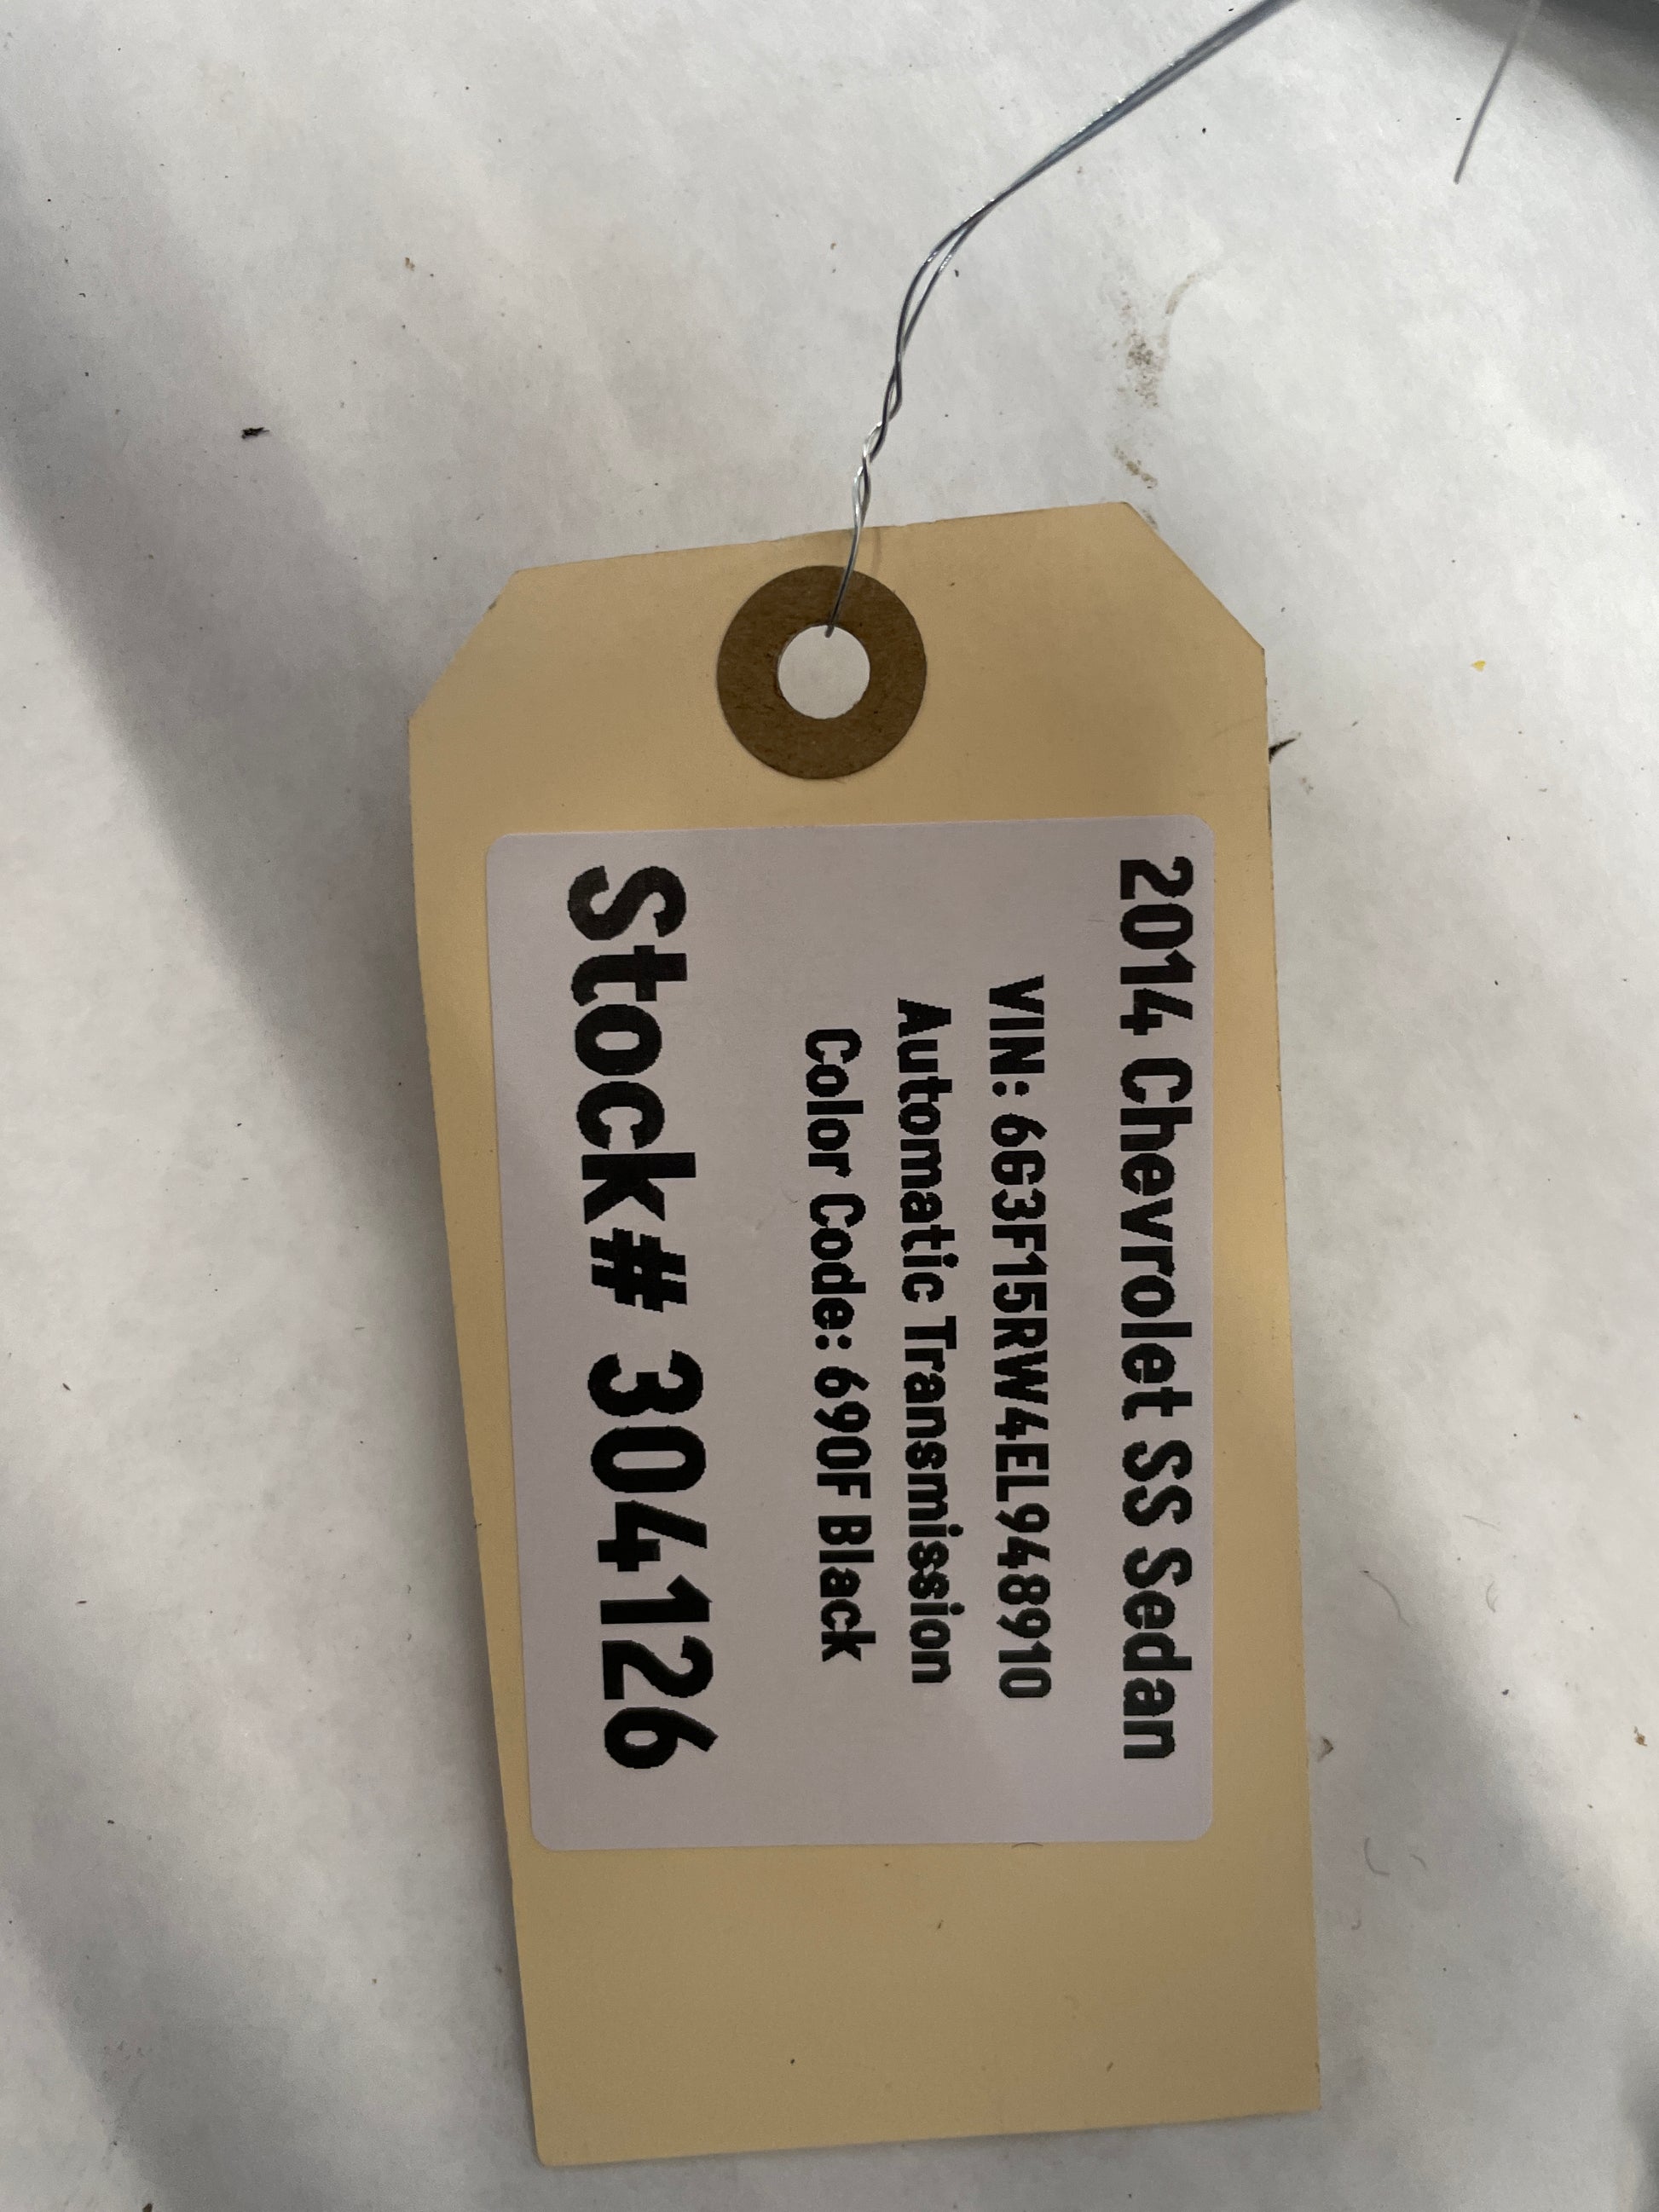 2014 Chevrolet SS Sedan
VIN: 6G3F15RW4EL948910
Automatic Transmission
Color Code: 690F Black
Stock# 304126